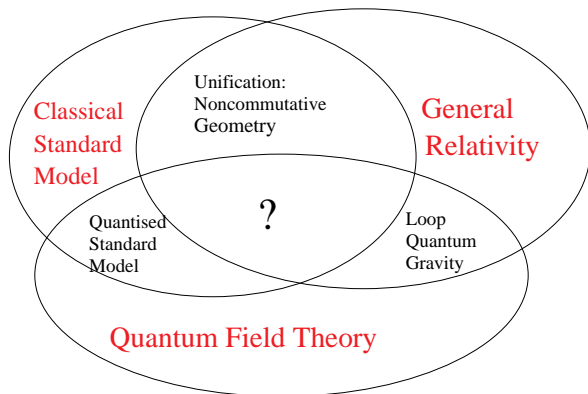 Unification:
Noncommutative
Geometry
Classical
Standard
Model
General
Relativity
Quantised
Standard
Model
?
Loop
Quantum
Gravity
Quantum Field Theory